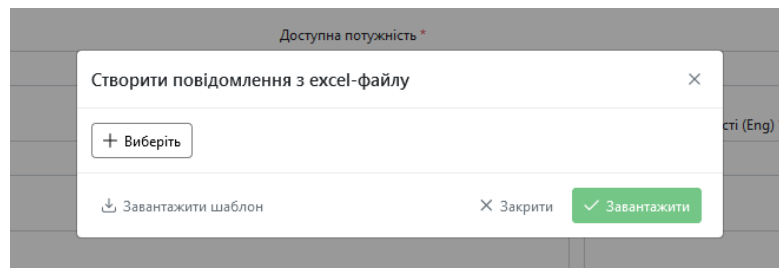 Доступна потужність *
Створити повідомлення з excel-файлу
сті (Eng)
Виберіть
Завантажити шаблон
Закрити
Завантажити